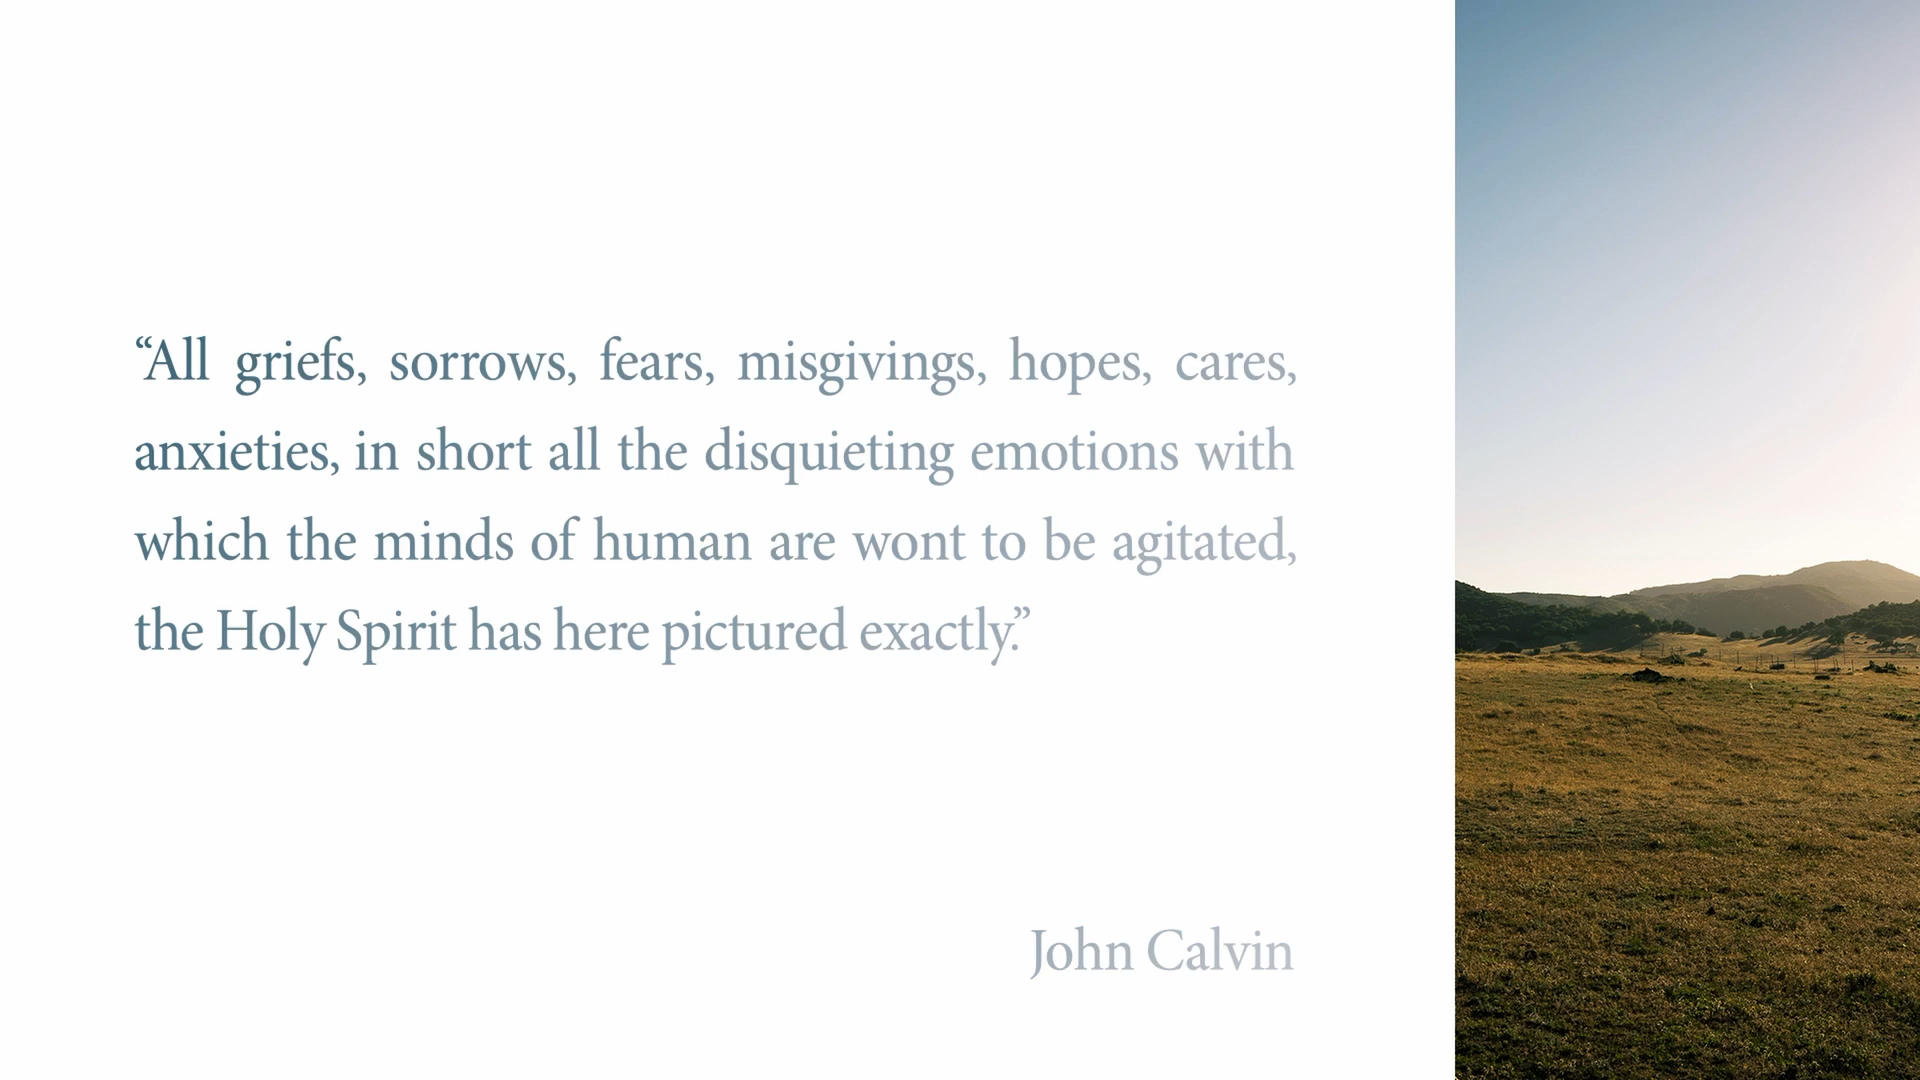 “All griefs, sorrows, fears, misgivings, hopes, cares,
anxieties, in short all the disquieting emotions with
which the minds of human are wont to be agitated,
the Holy Spirit has here pictured exactly.”
John Calvin